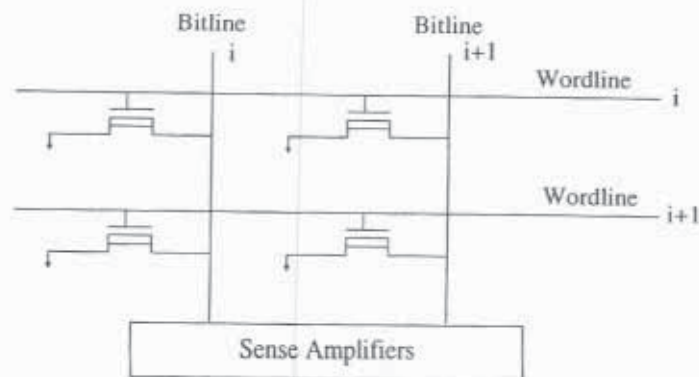 Bitline
i
Bitline
i+1
Wordline
i
Wordline
i+1
Sense Amplifiers